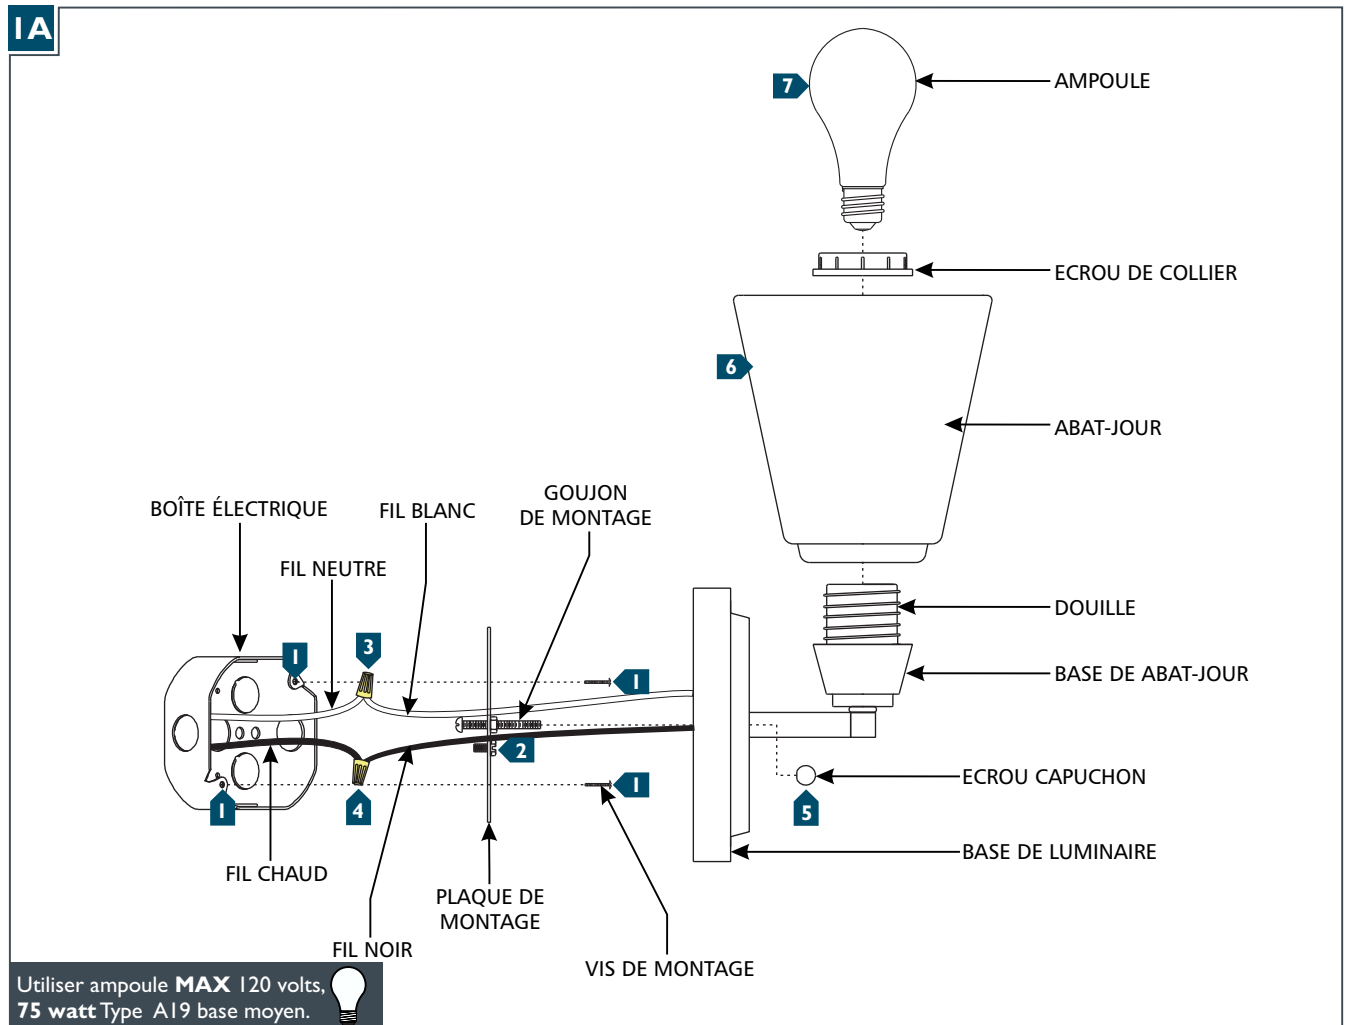 1A
7
AMPOULE
ECROU DE COLLIER
6
ABAT-JOUR
GOUJON
DE MONTAGE
BOÎTE ÉLECTRIQUE
FIL BLANC
FIL NEUTRE
DOUILLE
3
1
1
BASE DE ABAT-JOUR
2
ECROU CAPUCHON
1
4
1
5
BASE DE LUMINAIRE
FIL CHAUD
PLAQUE DE
MONTAGE
FIL NOIR
VIS DE MONTAGE
Utiliser ampoule MAX 120 volts,
75 watt Type A19 base moyen.